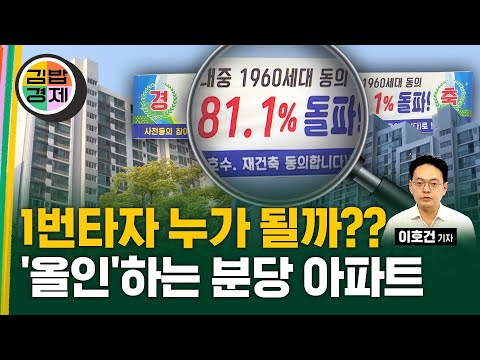 김밥
경제
경
대중 1960세대 동의
81.1% 돌파!
호수. 재건축 동의합니다
1960세대 동의
1% 돌파!
축
1번타자 누가 될까??
'올인'하는 분당 아파트
이호건 기자